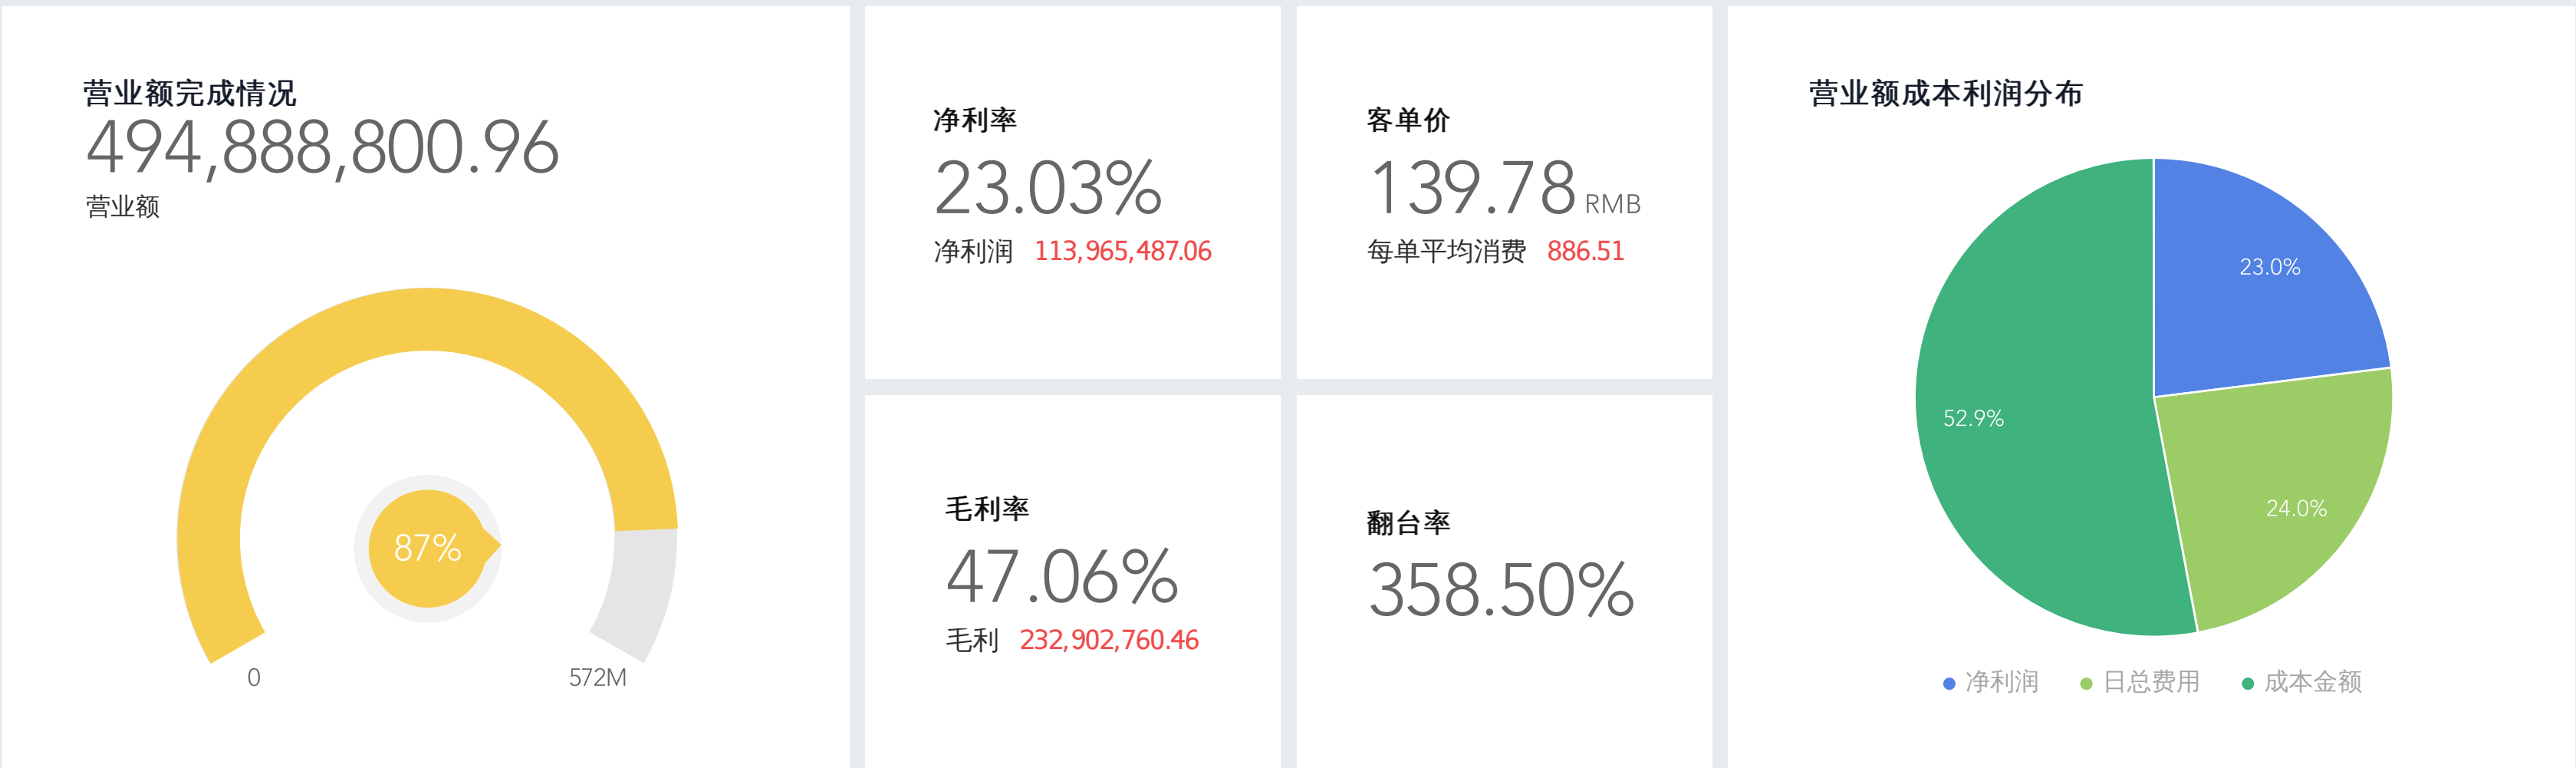 营业额完成情况
494,888,800.96
营业额
87%
0
572M
净利率
23.03%
净利润 113,965,487.06
客单价
139.78 RMB
每单平均消费 886.51
毛利率
47.06%
毛利 232,902,760.46
翻台率
358.50%
营业额成本利润分布
23.0%
52.9%
24.0%
净利润 日总费用 成本金额